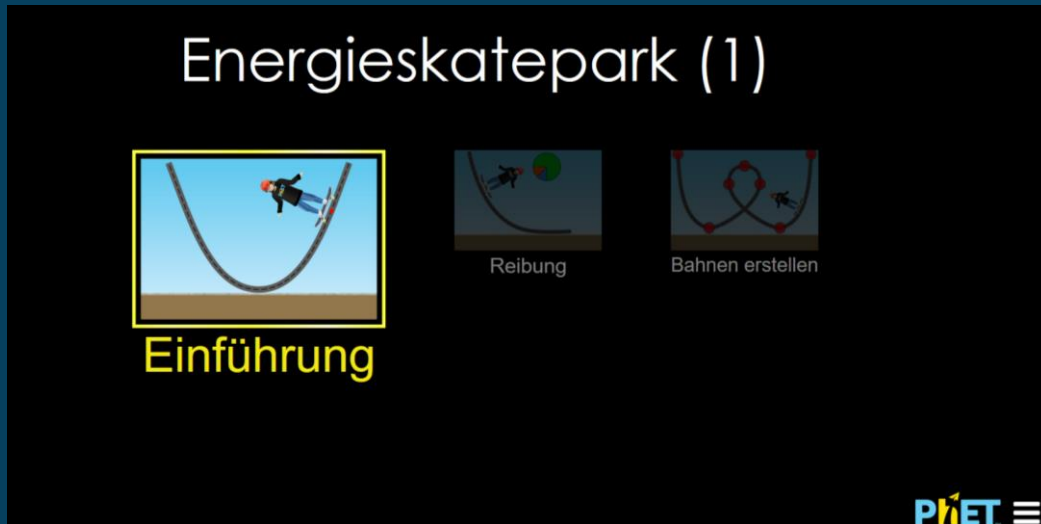 Energieskatepark (1)
Einführung
Reibung
Bahnen erstellen
PhET